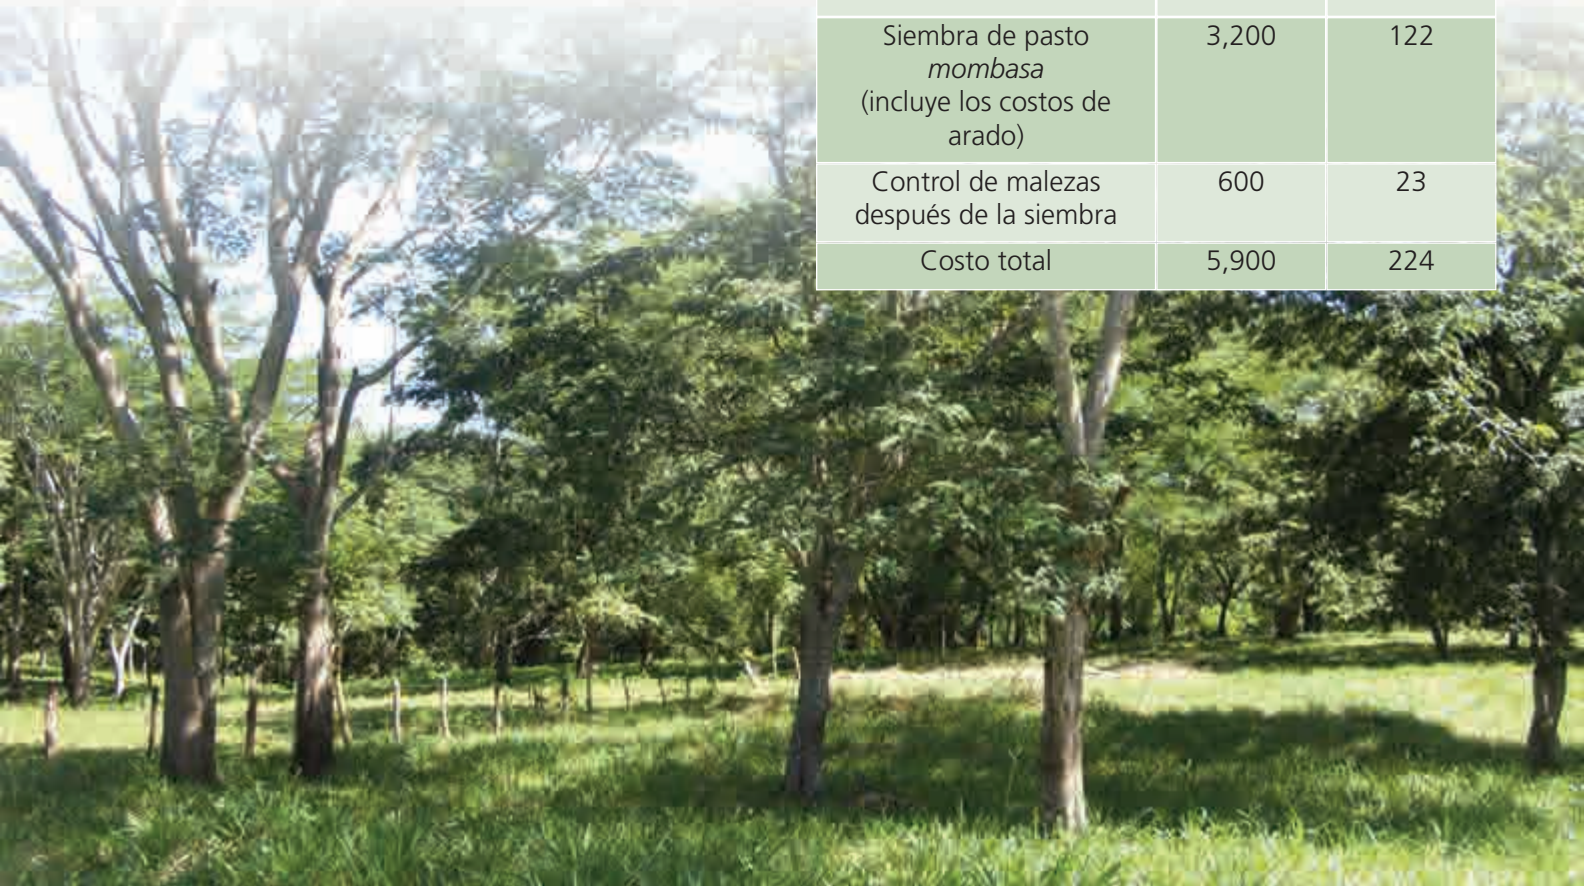 Siembra de pasto 3,200 122
mombasa
(incluye los costos de
arado)
Control de malezas 600 23
después de la siembra
Costo total 5,900 224